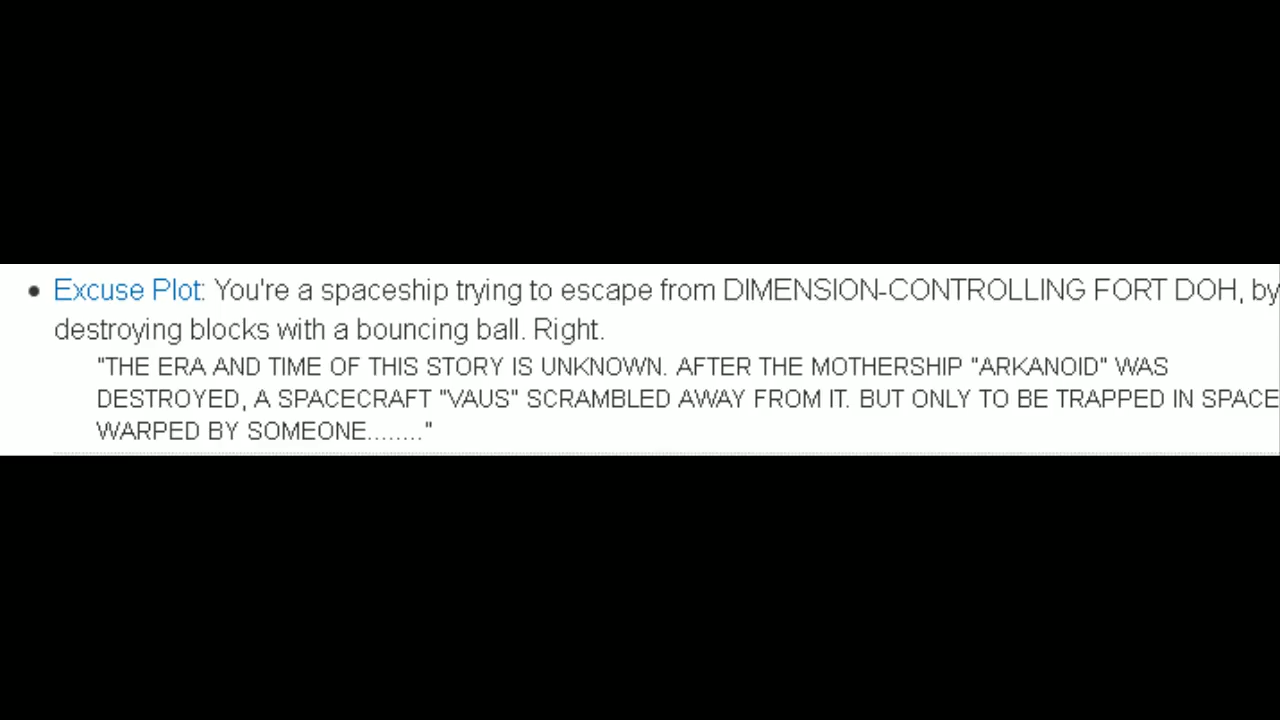 • Excuse Plot: You're a spaceship trying to escape from DIMENSION-CONTROLLING FORT DOH, by
destroying blocks with a bouncing ball. Right.
"THE ERA AND TIME OF THIS STORY IS UNKNOWN. AFTER THE MOTHERSHIP "ARKANOID" WAS
DESTROYED, A SPACECRAFT "VAUS" SCRAMBLED AWAY FROM IT. BUT ONLY TO BE TRAPPED IN SPACE
WARPED BY SOMEONE........"